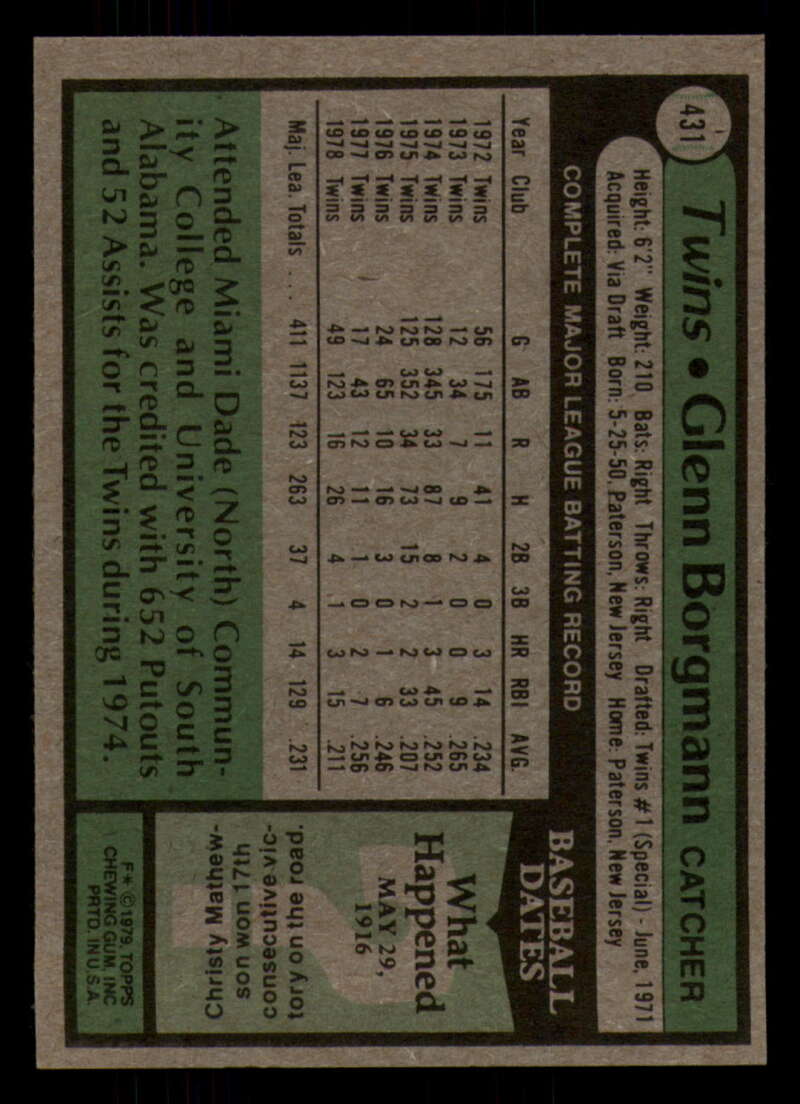 431
Twins • Glenn Borgmann CATCHER
Height: 6'2" Weight: 210 Bats: Right Throws: Right Drafted: Twins #1 (Special) - June, 1971
Acquired: Via Draft Born: 5-25-50, Paterson, New Jersey Home: Paterson, New Jersey
COMPLETE MAJOR LEAGUE BATTING RECORD
Year Club G AB R H 2B 3B HR RBI AVG.
1972 Twins 56 175 11 41 4 0 3 14 .234
1973 Twins 12 34 7 9 2 0 0 9 .265
1974 Twins 128 345 33 87 8 1 3 45 .252
1975 Twins 125 352 34 73 15 2 2 33 .207
1976 Twins 24 65 10 16 3 0 1 6 .246
1977 Twins 17 43 12 11 1 0 2 7 .256
1978 Twins 49 123 16 26 4 1 3 15 .211
Maj. Lea. Totals . . . 411 1137 123 263 37 4 14 129 .231
Attended Miami Dade (North) Commun-
ity College and University of South
Alabama. Was credited with 652 Putouts
and 52 Assists for the Twins during 1974.
BASEBALL
DATES
What
Happened
MAY 29,
1916
Christy Mathew-
son won 17th
consecutive vic-
tory on the road.
F* © 1979, TOPPS
CHEWING GUM, INC.
PRTD. IN U.S.A.